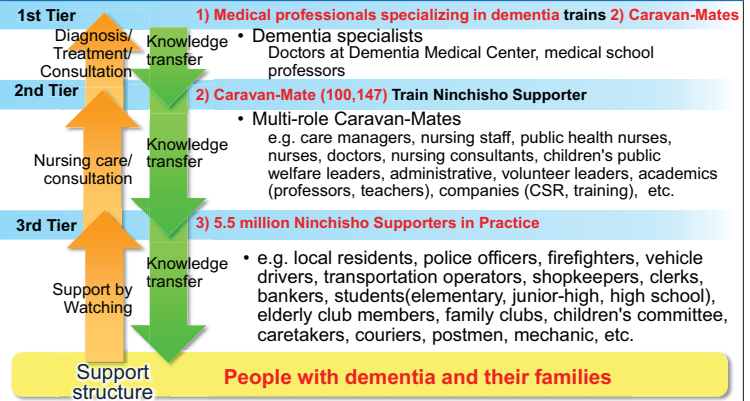 1st Tier
1) Medical professionals specializing in dementia trains 2) Caravan-Mates
Diagnosis/
Treatment/
Consultation
Knowledge
transfer
• Dementia specialists
Doctors at Dementia Medical Center, medical school
professors
2nd Tier
2) Caravan-Mate (100,147) Train Ninchisho Supporter
Nursing care/
consultation
Knowledge
transfer
• Multi-role Caravan-Mates
e.g. care managers, nursing staff, public health nurses,
nurses, doctors, nursing consultants, children's public
welfare leaders, administrative, volunteer leaders, academics
(professors, teachers), companies (CSR, training), etc.
3rd Tier
3) 5.5 million Ninchisho Supporters in Practice
Support by
Watching
Knowledge
transfer
• e.g. local residents, police officers, firefighters, vehicle
drivers, transportation operators, shopkeepers, clerks,
bankers, students(elementary, junior-high, high school),
elderly club members, family clubs, children's committee,
caretakers, couriers, postmen, mechanic, etc.
Support
structure
People with dementia and their families